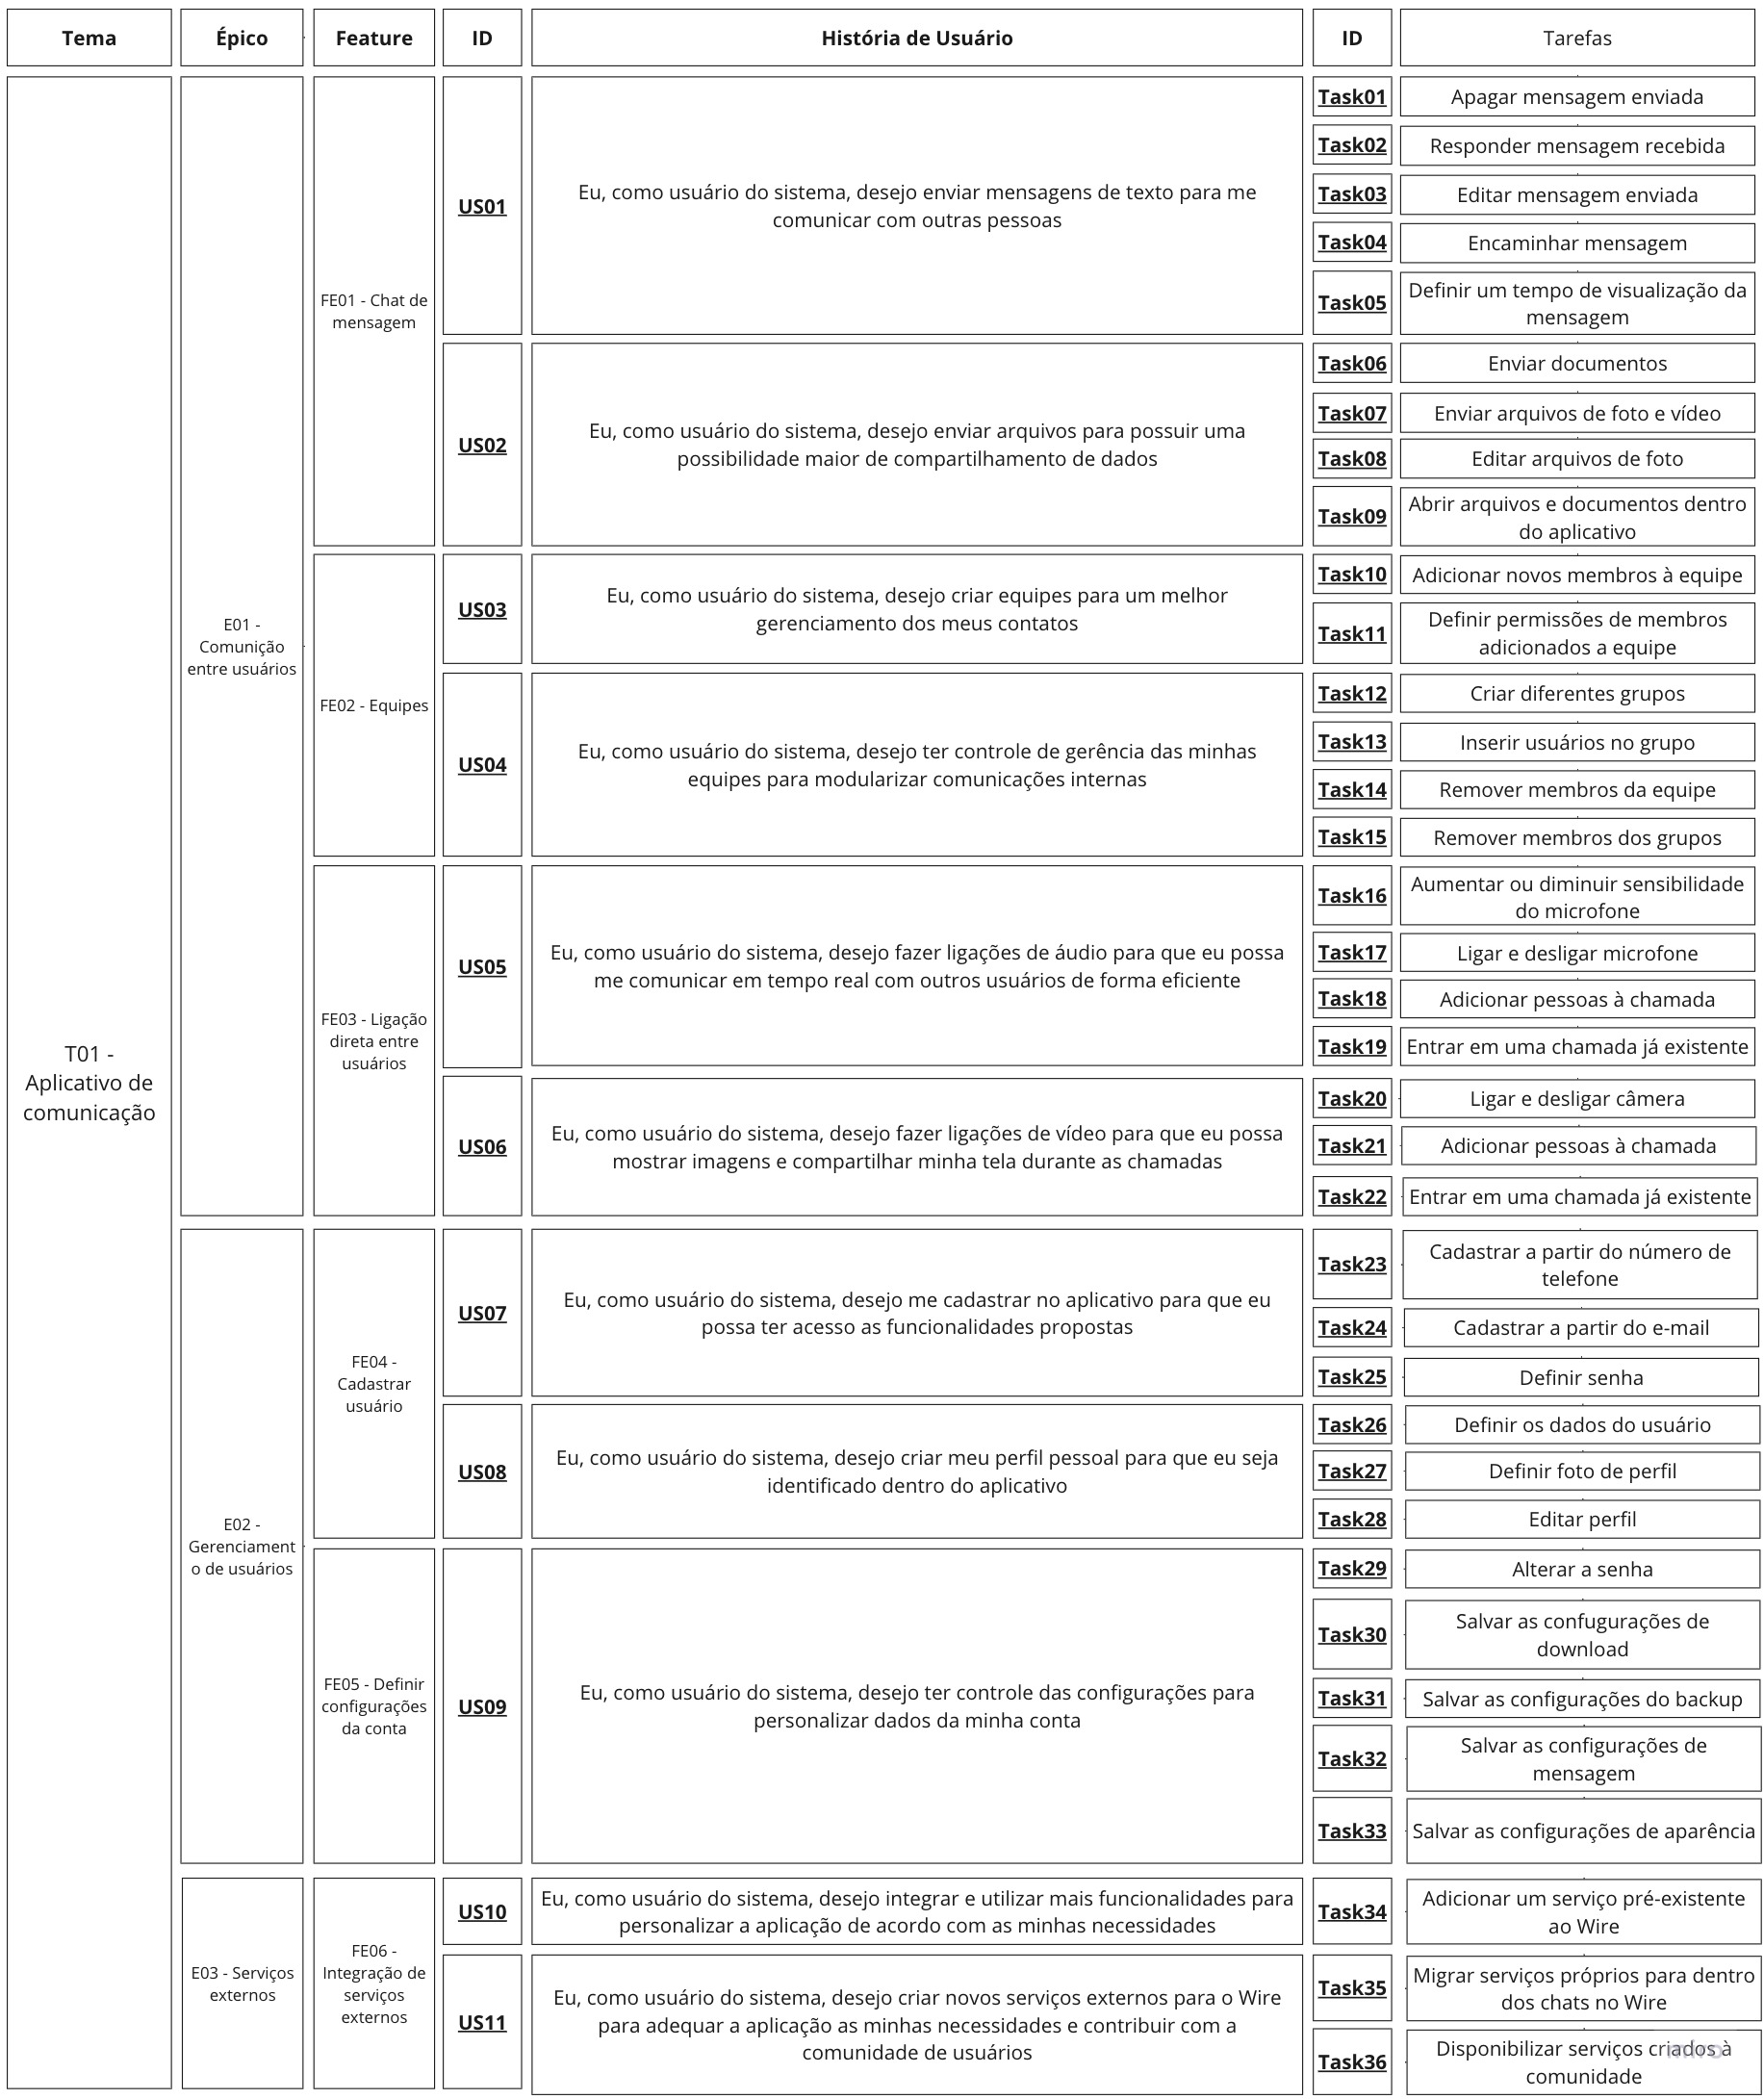 Tema
Épico
Feature
ID
História de Usuário
ID
Tarefas
T01 -
Aplicativo de
comunicação
E01 -
Comunição
entre usuários
FE01 - Chat de
mensagem
US01
Eu, como usuário do sistema, desejo enviar mensagens de texto para me
comunicar com outras pessoas
Task01
Apagar mensagem enviada
Task02
Responder mensagem recebida
Task03
Editar mensagem enviada
Task04
Encaminhar mensagem
Task05
Definir um tempo de visualização da
mensagem
US02
Eu, como usuário do sistema, desejo enviar arquivos para possuir uma
possibilidade maior de compartilhamento de dados
Task06
Enviar documentos
Task07
Enviar arquivos de foto e vídeo
Task08
Editar arquivos de foto
Task09
Abrir arquivos e documentos dentro
do aplicativo
FE02 - Equipes
US03
Eu, como usuário do sistema, desejo criar equipes para um melhor
gerenciamento dos meus contatos
Task10
Adicionar novos membros à equipe
Task11
Definir permissões de membros
adicionados a equipe
US04
Eu, como usuário do sistema, desejo ter controle de gerência das minhas
equipes para modularizar comunicações internas
Task12
Criar diferentes grupos
Task13
Inserir usuários no grupo
Task14
Remover membros da equipe
Task15
Remover membros dos grupos
FE03 - Ligação
direta entre
usuários
US05
Eu, como usuário do sistema, desejo fazer ligações de áudio para que eu possa
me comunicar em tempo real com outros usuários de forma eficiente
Task16
Aumentar ou diminuir sensibilidade
do microfone
Task17
Ligar e desligar microfone
Task18
Adicionar pessoas à chamada
Task19
Entrar em uma chamada já existente
US06
Eu, como usuário do sistema, desejo fazer ligações de vídeo para que eu possa
mostrar imagens e compartilhar minha tela durante as chamadas
Task20
Ligar e desligar câmera
Task21
Adicionar pessoas à chamada
Task22
Entrar em uma chamada já existente
E02 -
Gerenciament
o de usuários
FE04 -
Cadastrar
usuário
US07
Eu, como usuário do sistema, desejo me cadastrar no aplicativo para que eu
possa ter acesso as funcionalidades propostas
Task23
Cadastrar a partir do número de
telefone
Task24
Cadastrar a partir do e-mail
Task25
Definir senha
US08
Eu, como usuário do sistema, desejo criar meu perfil pessoal para que eu seja
identificado dentro do aplicativo
Task26
Definir os dados do usuário
Task27
Definir foto de perfil
Task28
Editar perfil
FE05 - Definir
configurações
da conta
US09
Eu, como usuário do sistema, desejo ter controle das configurações para
personalizar dados da minha conta
Task29
Alterar a senha
Task30
Salvar as confugurações de
download
Task31
Salvar as configurações do backup
Task32
Salvar as configurações de
mensagem
Task33
Salvar as configurações de aparência
E03 - Serviços
externos
FE06 -
Integração de
serviços
externos
US10
Eu, como usuário do sistema, desejo integrar e utilizar mais funcionalidades para
personalizar a aplicação de acordo com as minhas necessidades
Task34
Adicionar um serviço pré-existente
ao Wire
US11
Eu, como usuário do sistema, desejo criar novos serviços externos para o Wire
para adequar a aplicação as minhas necessidades e contribuir com a
comunidade de usuários
Task35
Migrar serviços próprios para dentro
dos chats no Wire
Task36
Disponibilizar serviços criados à
comunidade
miro